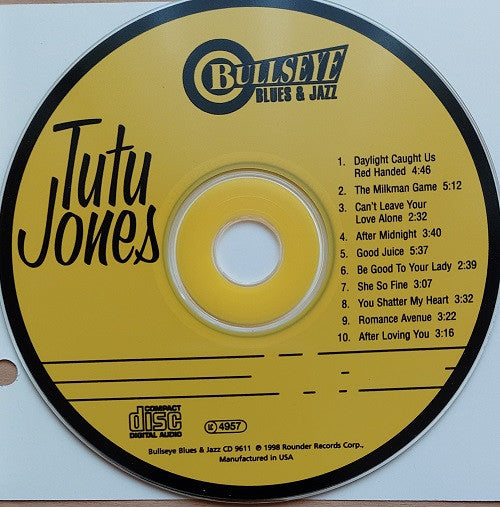 BULLSEYE
BLUES & JAZZ
Tutu
Jones
1. Daylight Caught Us
Red Handed 4:46
2. The Milkman Game 5:12
3. Can't Leave Your
Love Alone 2:32
4. After Midnight 3:40
5. Good Juice 5:37
6. Be Good To Your Lady 2:39
7. She So Fine 3:07
8. You Shatter My Heart 3:32
9. Romance Avenue 3:22
10. After Loving You 3:16
COMPACT
disc
DIGITAL AUDIO
LC 4957
Bullseye Blues & Jazz CD 9611 ℗ 1998 Rounder Records Corp.,
Manufactured in USA